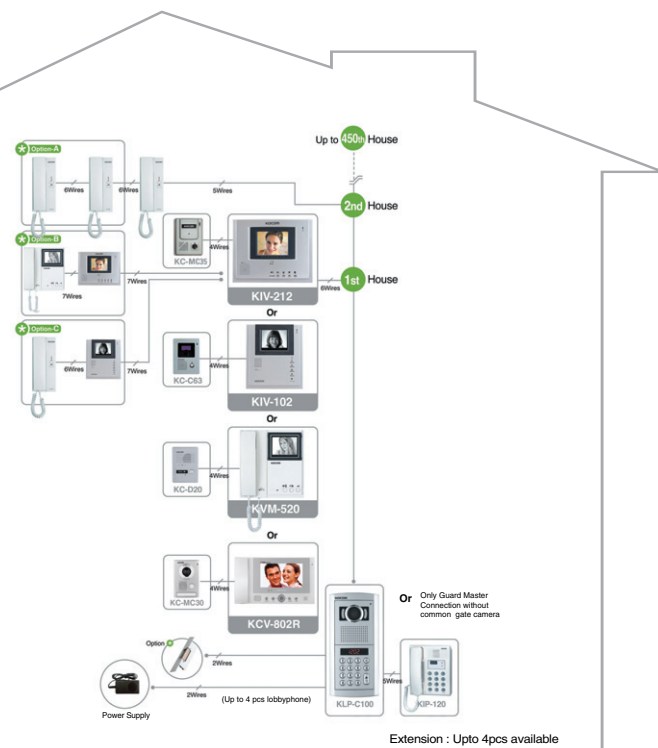 Up to 450th House
Option-A
6Wires
6Wires
5Wires
2nd House
Option-B
KC-MC35
4Wires
7Wires
7Wires
KOCOM
KIV-212
6Wires
1st House
Or
Option-C
6Wires
7Wires
KC-C63
4Wires
KIV-102
Or
KC-D20
4Wires
KVM-520
Or
KC-MC30
4Wires
KCV-802R
Or
Only Guard Master
Connection without
common gate camera
Option
2Wires
5Wires
2Wires
(Up to 4 pcs lobbyphone)
KLP-C100
KIP-120
Power Supply
Extension : Upto 4pcs available